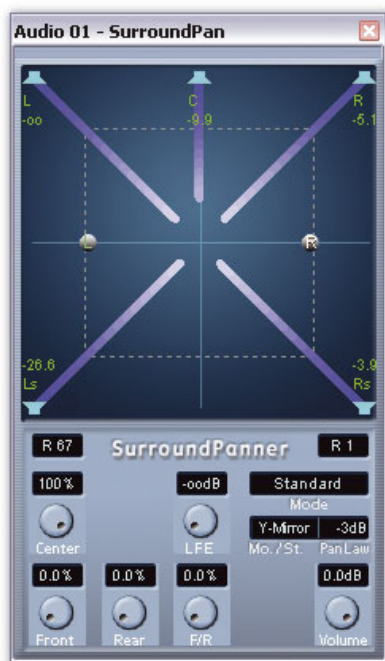 Audio 01 - SurroundPan
L C R
-oo -9.9 -5.1
L R
-26.6 -3.9
Ls Rs
R 67 SurroundPanner R 1
100% -oodB Standard
Mode
Center LFE Y-Mirror -3dB
Mo./St. PanLaw
0.0% 0.0% 0.0% 0.0dB
Front Rear F/R Volume